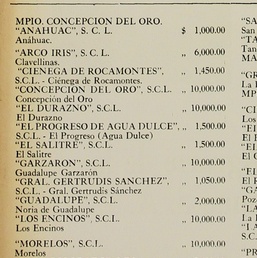 MPIO. CONCEPCION DEL ORO.
"ANAHUAC", S. C. L. $ 1,000.00
Anáhuac.
"ARCO IRIS", S. C. L. ,, 6,000.00
Clavellinas.
"CIENEGA DE ROCAMONTES", ,, 1,450.00
S.C.L. - Ciénega de Rocamontes.
"CONCEPCION DEL ORO", S.C.L. ,, 10,000.00
Concepción del Oro
"EL DURAZNO", S.C.L. ,, 10,000.00
El Durazno
"EL PROGRESO DE AGUA DULCE", ,, 1,500.00
S.C.L. - El Progreso (Agua Dulce)
"EL SALITRE", S.C.L. ,, 1,500.00
El Salitre
"GARZARON", S.C.L. ,, 10,000.00
Guadalupe Garzarón
"GRAL. GERTRUDIS SANCHEZ", ,, 1,050.00
S.C.L. - Gral. Gertrudis Sánchez
"GUADALUPE", S.C.L. ,, 2,000.00
Noria de Guadalupe
"LOS ENCINOS", S.C.L. ,, 10,000.00
Los Encinos
"MORELOS", S.C.L. ,, 10,000.00
Morelos